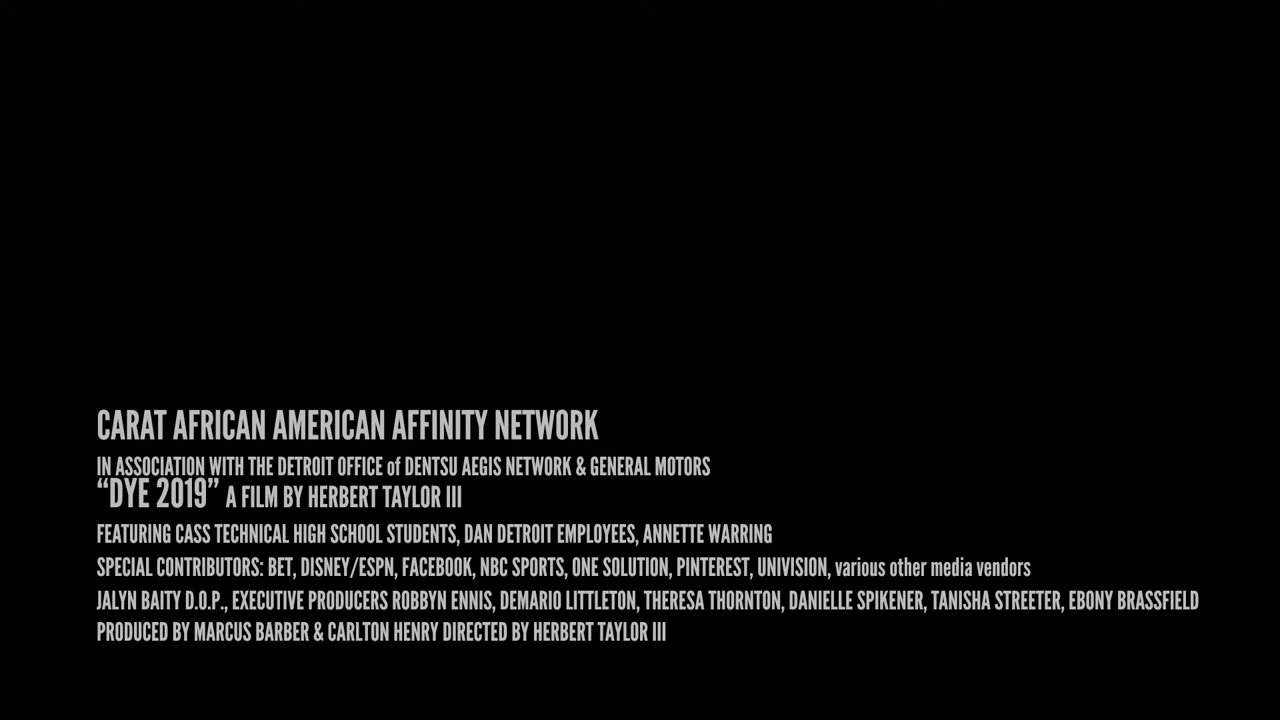 CARAT AFRICAN AMERICAN AFFINITY NETWORK
IN ASSOCIATION WITH THE DETROIT OFFICE of DENTSU AEGIS NETWORK & GENERAL MOTORS
“DYE 2019” A FILM BY HERBERT TAYLOR III
FEATURING CASS TECHNICAL HIGH SCHOOL STUDENTS, DAN DETROIT EMPLOYEES, ANNETTE WARRING
SPECIAL CONTRIBUTORS: BET, DISNEY/ESPN, FACEBOOK, NBC SPORTS, ONE SOLUTION, PINTEREST, UNIVISION, various other media vendors
JALYN BAITY D.O.P., EXECUTIVE PRODUCERS ROBBYN ENNIS, DEMARIO LITTLETON, THERESA THORNTON, DANIELLE SPIKENER, TANISHA STREETER, EBONY BRASSFIELD
PRODUCED BY MARCUS BARBER & CARLTON HENRY DIRECTED BY HERBERT TAYLOR III